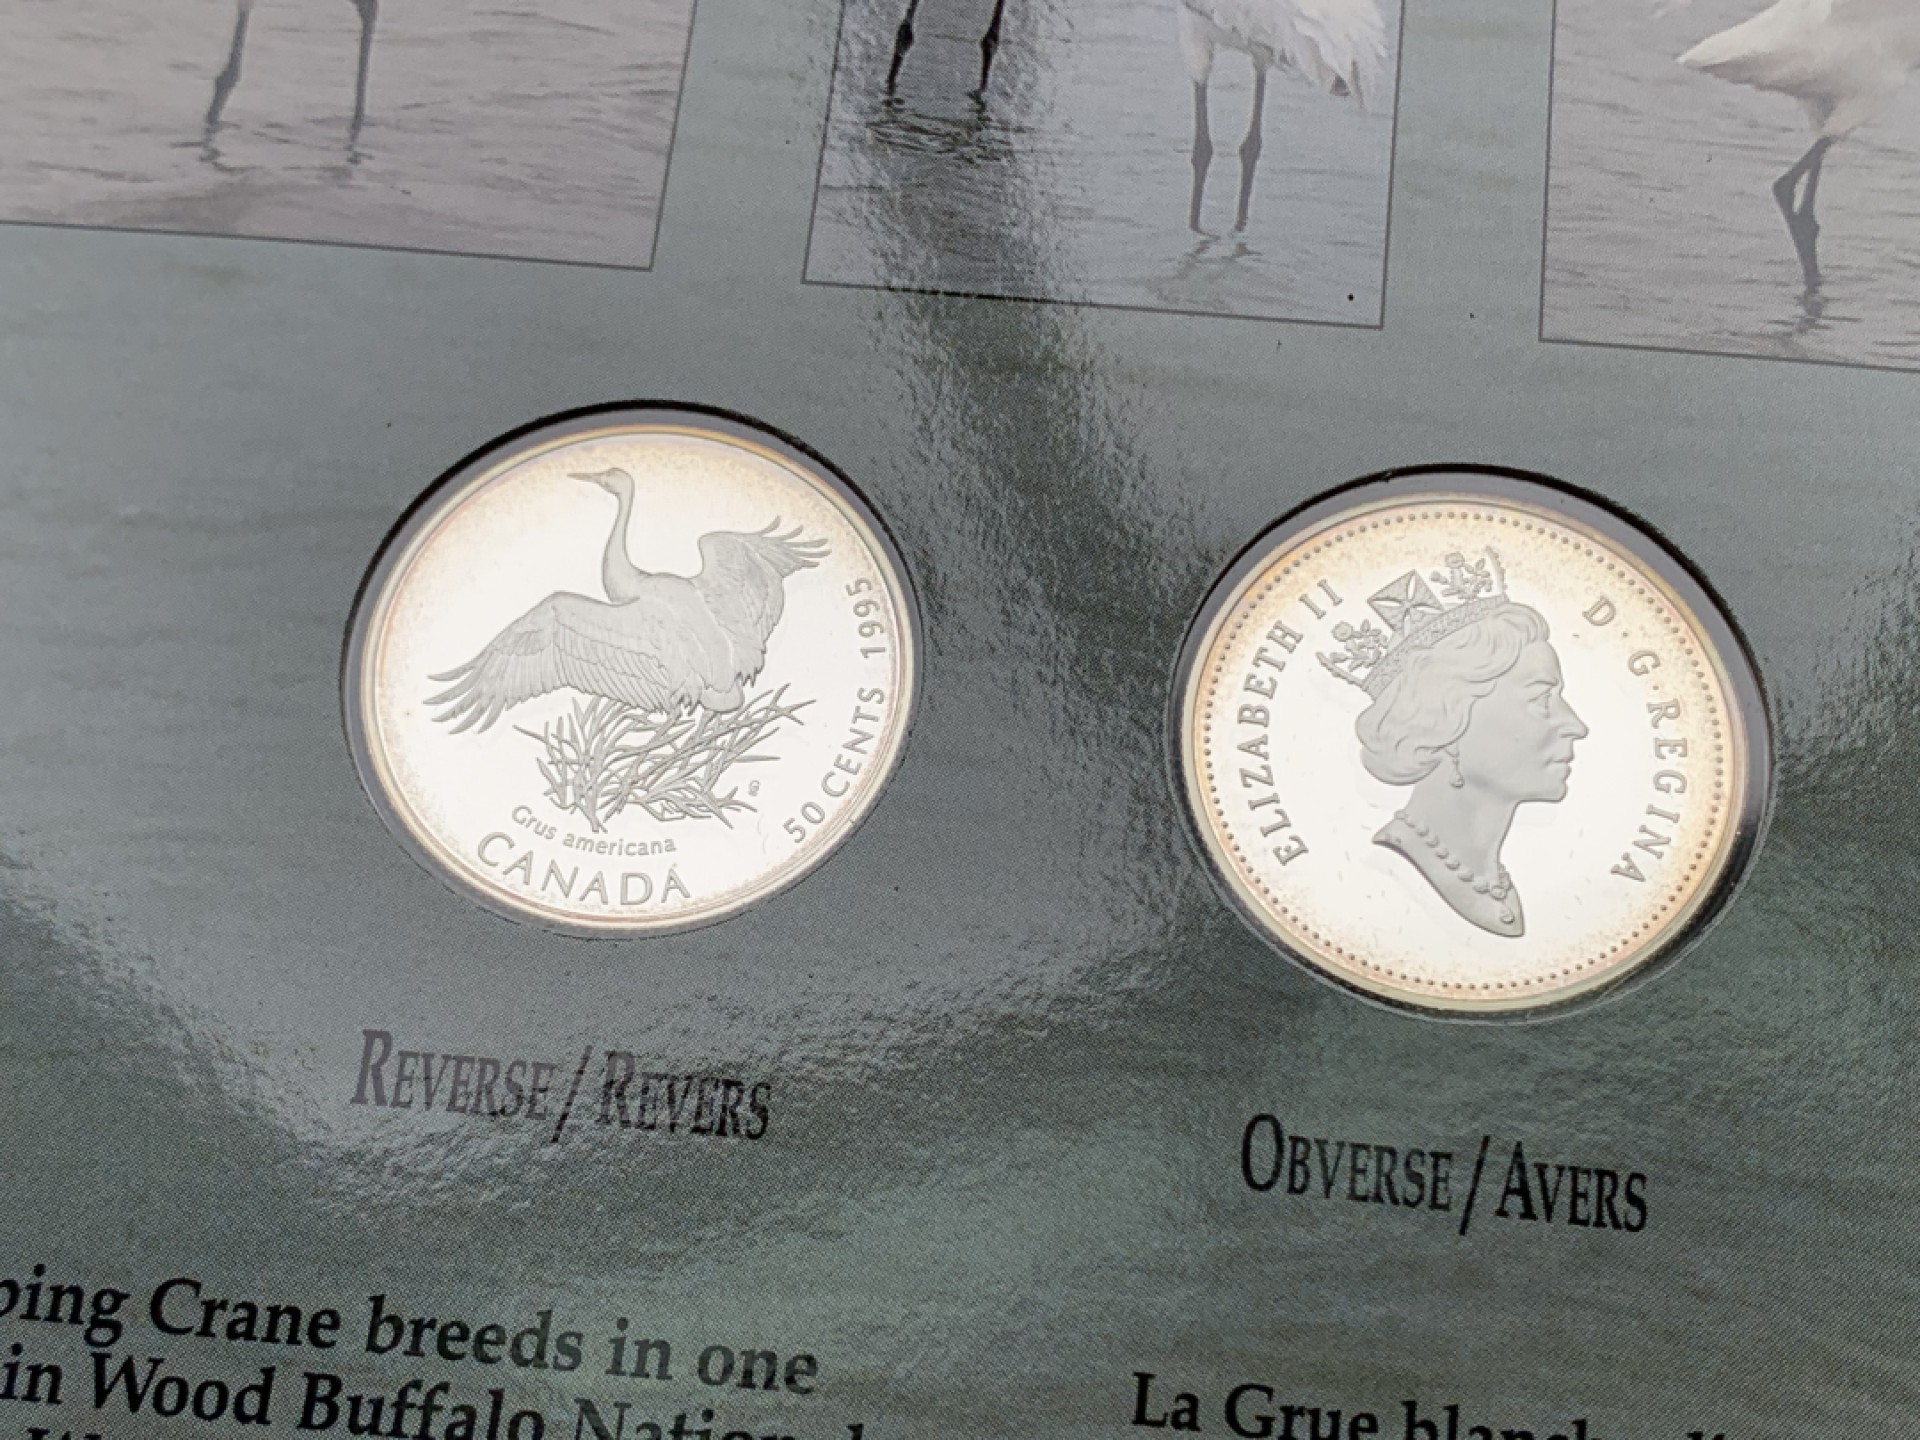 Grus americana
CANADA
50 CENTS 1995
ELIZABETH II D·G·REGINA
REVERSE/REVERS
OBVERSE/AVERS
Crane breeds in one
in Wood Buffalo
La Grue